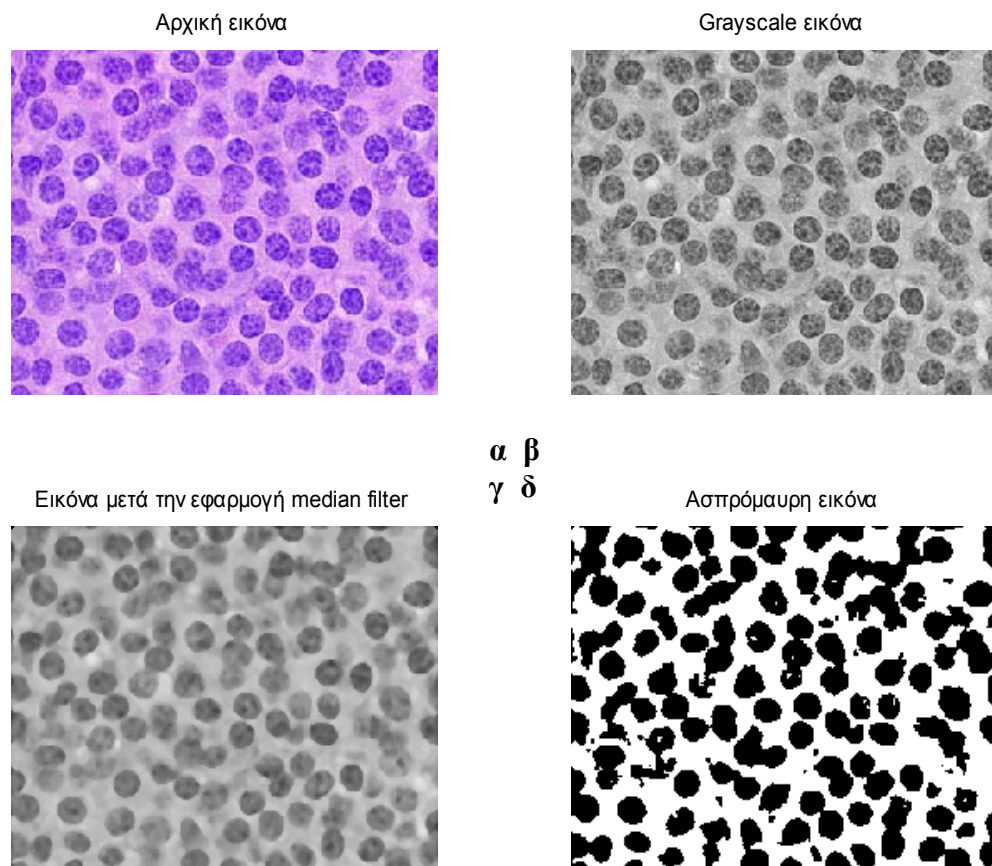 Αρχική εικόνα
Grayscale εικόνα
α β
γ δ
Εικόνα μετά την εφαρμογή median filter
Ασπρόμαυρη εικόνα